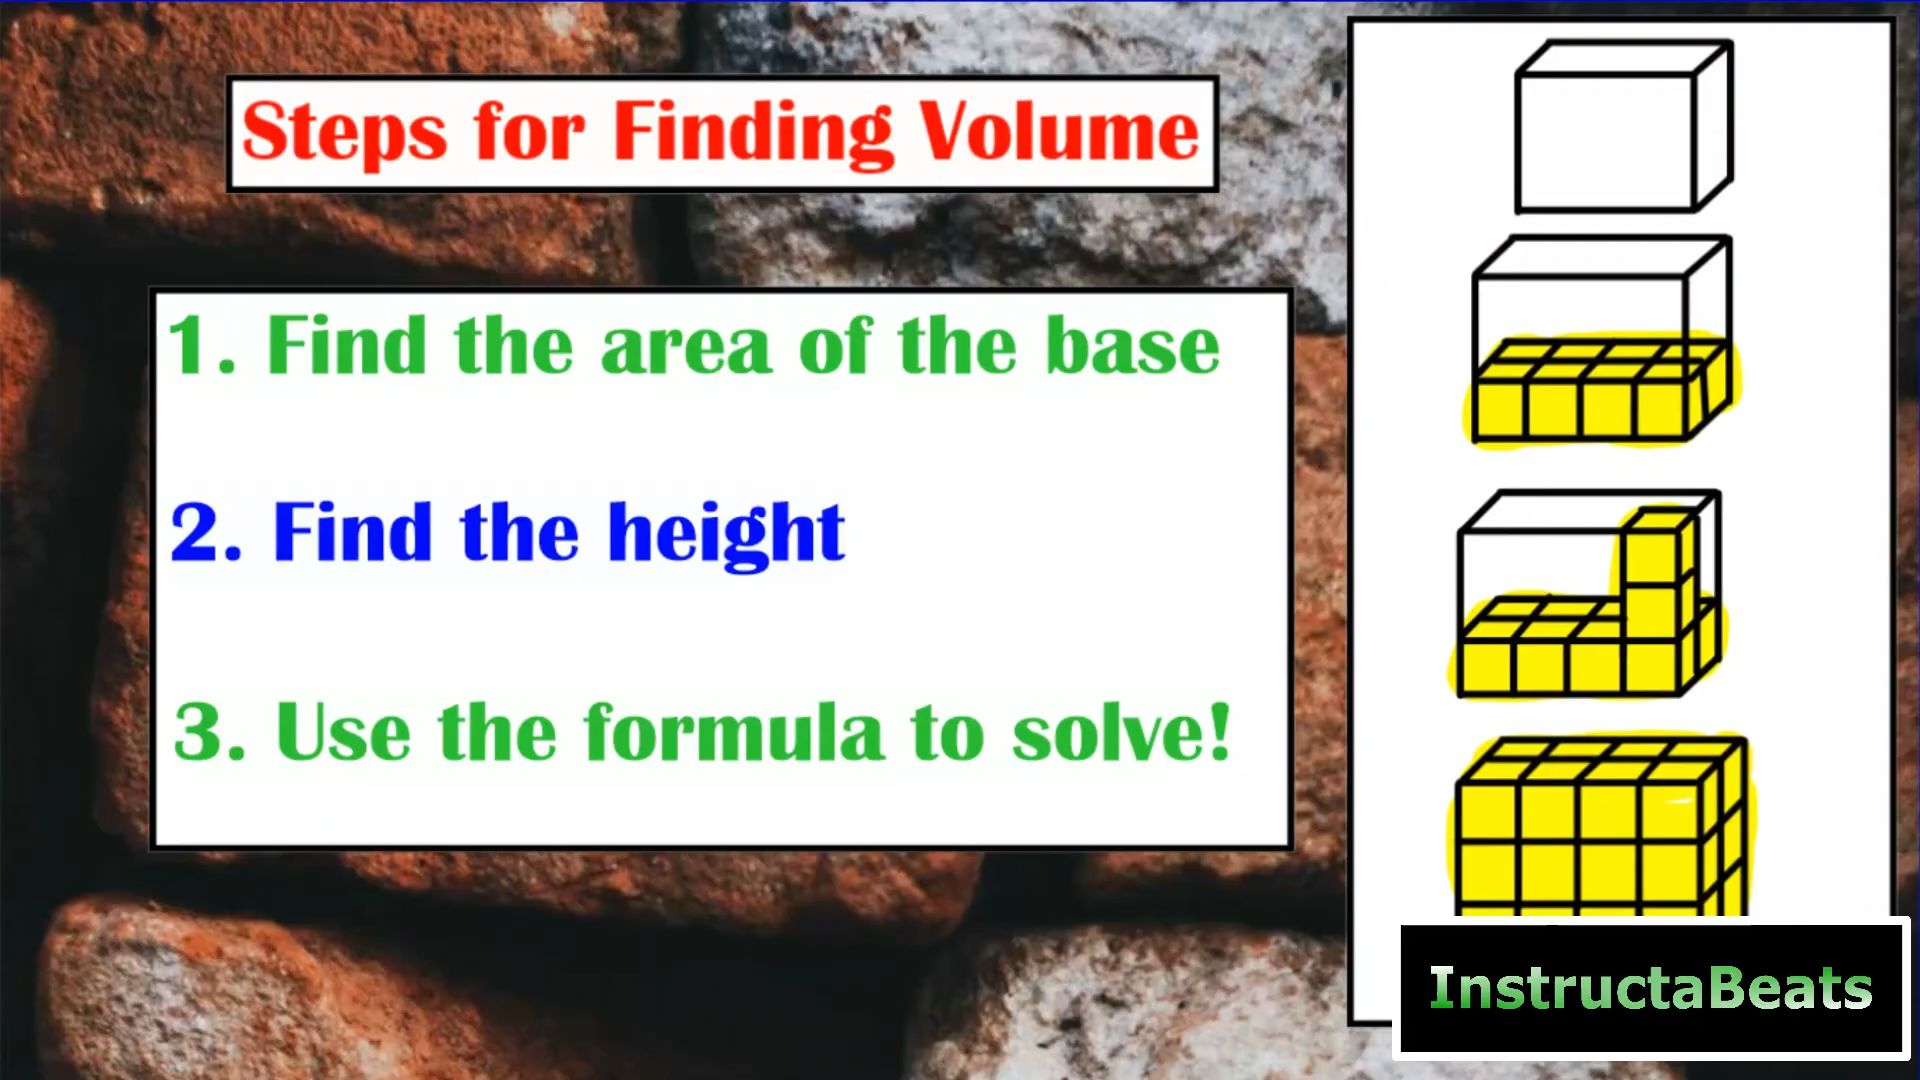 Steps for Finding Volume
1. Find the area of the base
2. Find the height
3. Use the formula to solve!
InstructaBeats